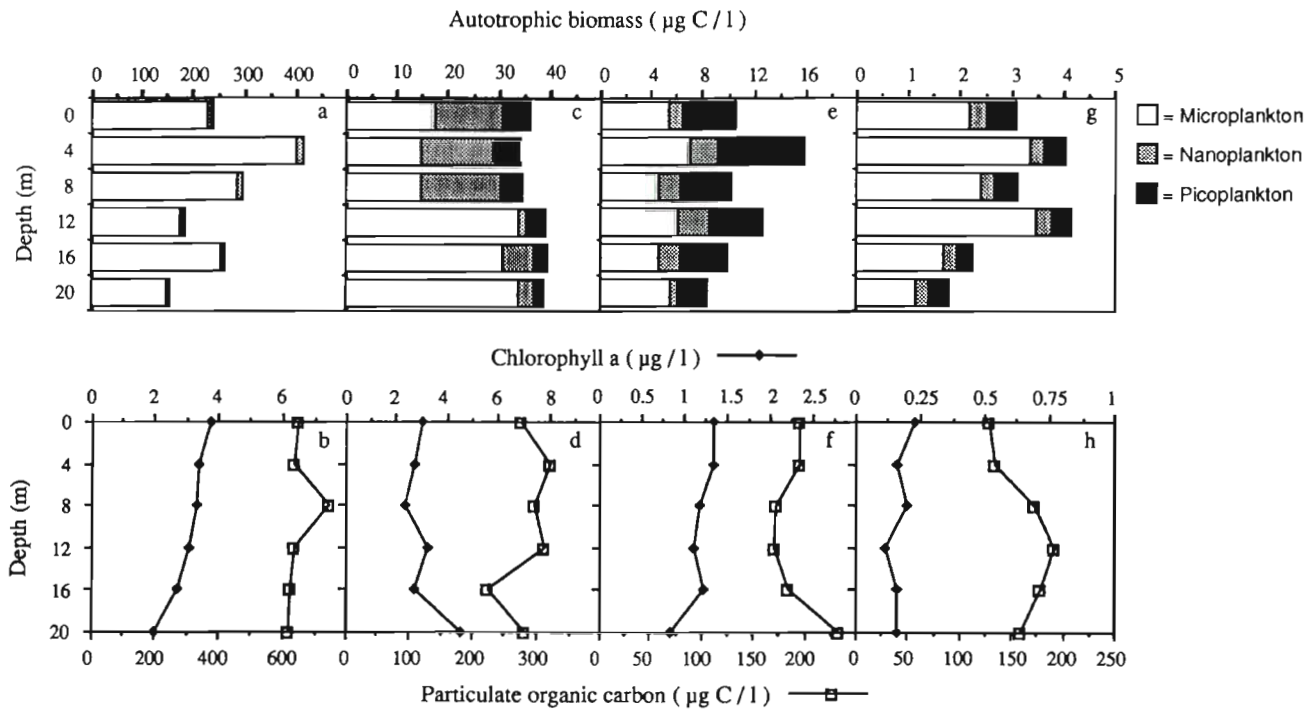 Autotrophic biomass ( µg C / l )
0 100 200 300 400 0 10 20 30 40 0 4 8 12 16 0 1 2 3 4 5
a c e g
0
4
8
12
16
20
Depth (m)
= Microplankton
= Nanoplankton
= Picoplankton
Chlorophyll a ( µg / l )
0 2 4 6 0 2 4 6 8 0 0.5 1 1.5 2 2.5 0 0.25 0.5 0.75 1
b d f h
0
4
8
12
16
20
Depth (m)
0 200 400 600 0 100 200 300 0 50 100 150 200 0 50 100 150 200 250
Particulate organic carbon ( µg C / l )